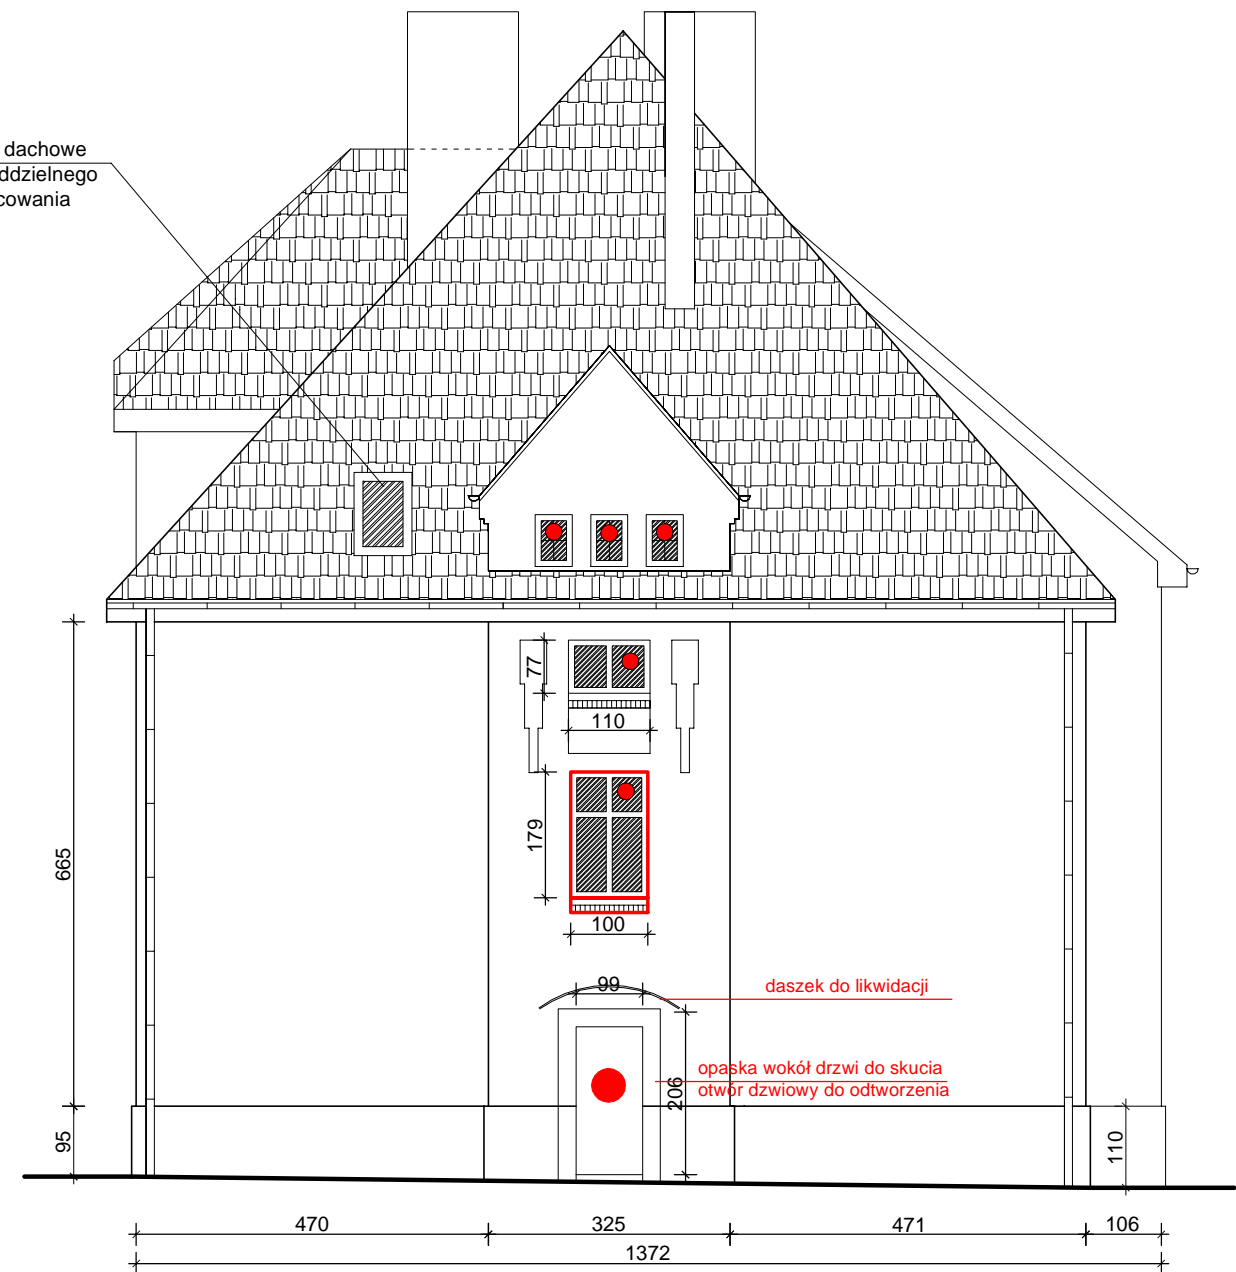 dachowe
ddzielnego
cowania
77
110
179
100
665
99
daszek do likwidacji
opaska wokół drzwi do skucia
otwór dzwiowy do odtworzenia
206
95
110
470 325 471 106
1372